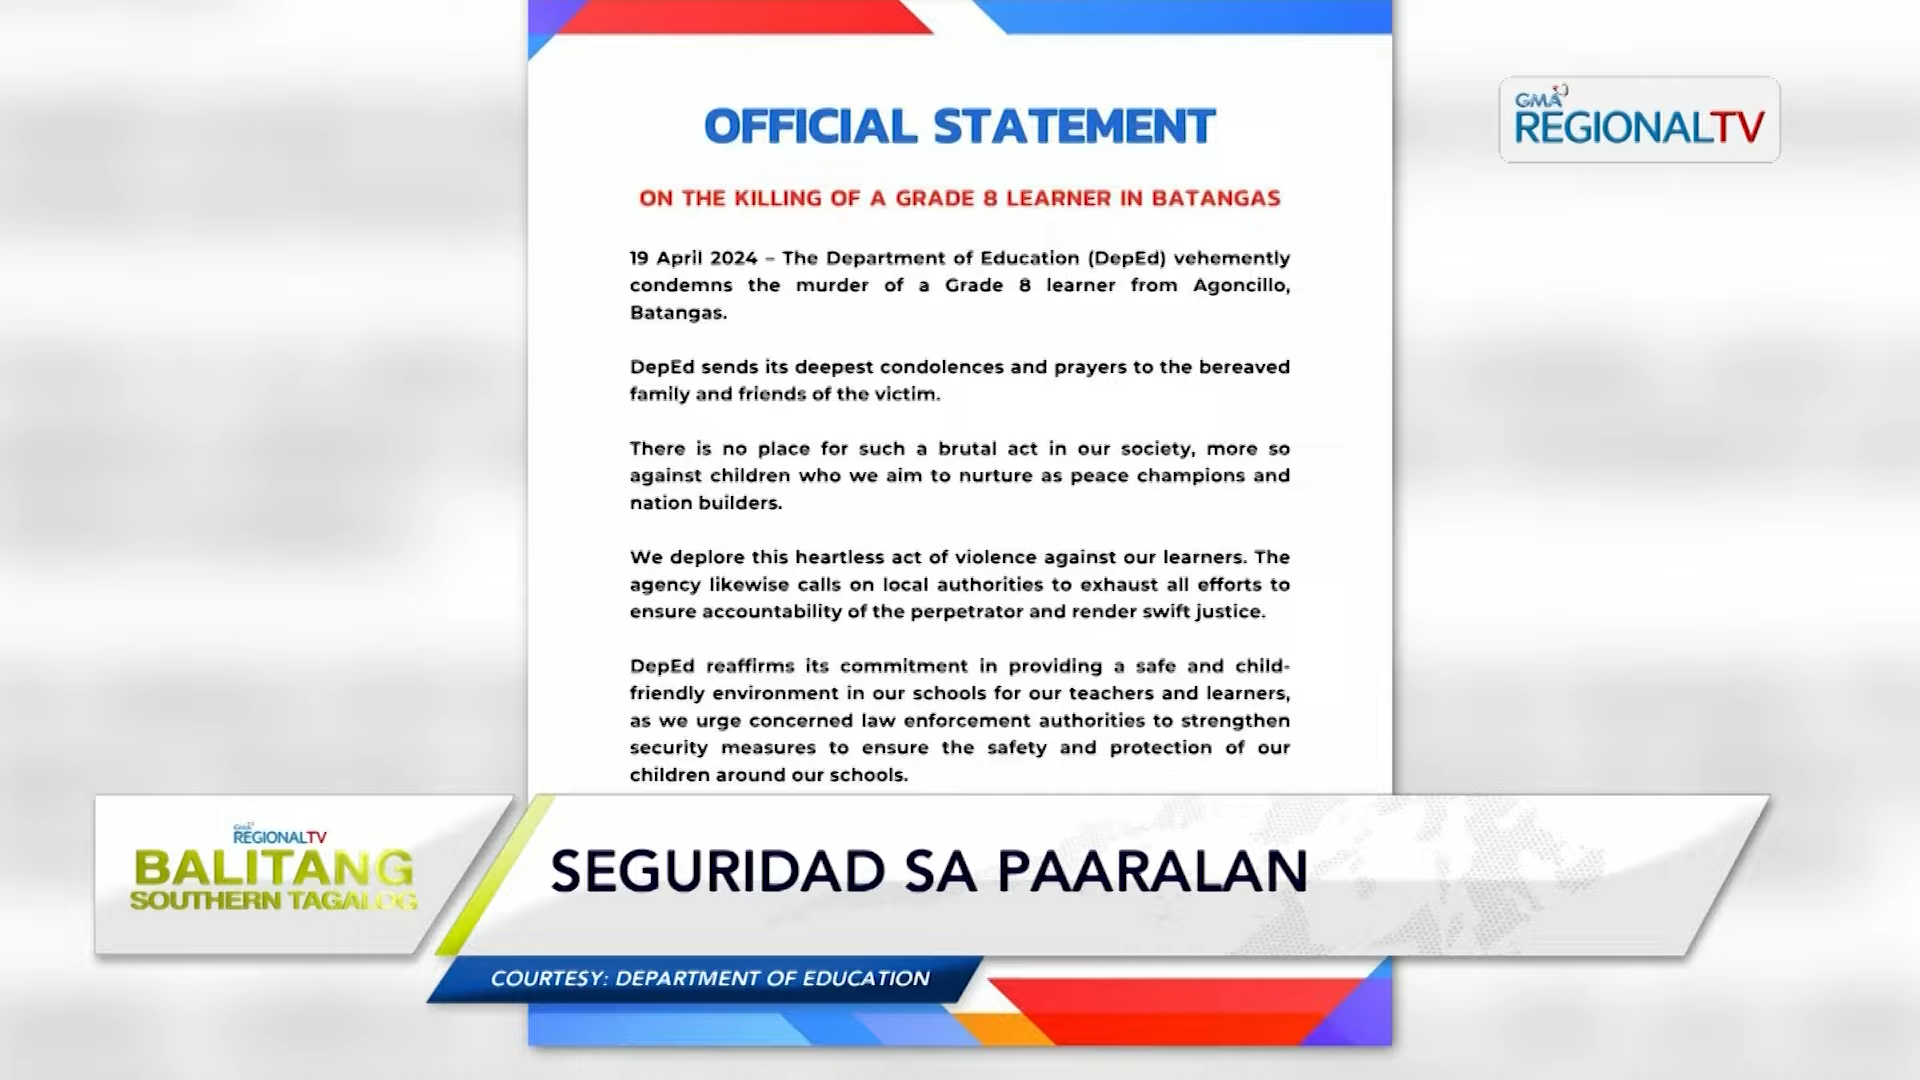 OFFICIAL STATEMENT
GMA
REGIONALTV
ON THE KILLING OF A GRADE 8 LEARNER IN BATANGAS
19 April 2024 – The Department of Education (DepEd) vehemently
condemns the murder of a Grade 8 learner from Agoncillo,
Batangas.
DepEd sends its deepest condolences and prayers to the bereaved
family and friends of the victim.
There is no place for such a brutal act in our society, more so
against children who we aim to nurture as peace champions and
nation builders.
We deplore this heartless act of violence against our learners. The
agency likewise calls on local authorities to exhaust all efforts to
ensure accountability of the perpetrator and render swift justice.
DepEd reaffirms its commitment in providing a safe and child-
friendly environment in our schools for our teachers and learners,
as we urge concerned law enforcement authorities to strengthen
security measures to ensure the safety and protection of our
children around our schools.
GMA
REGIONALTV
BALITANG
SOUTHERN TAGALOG
SEGURIDAD SA PAARALAN
COURTESY: DEPARTMENT OF EDUCATION